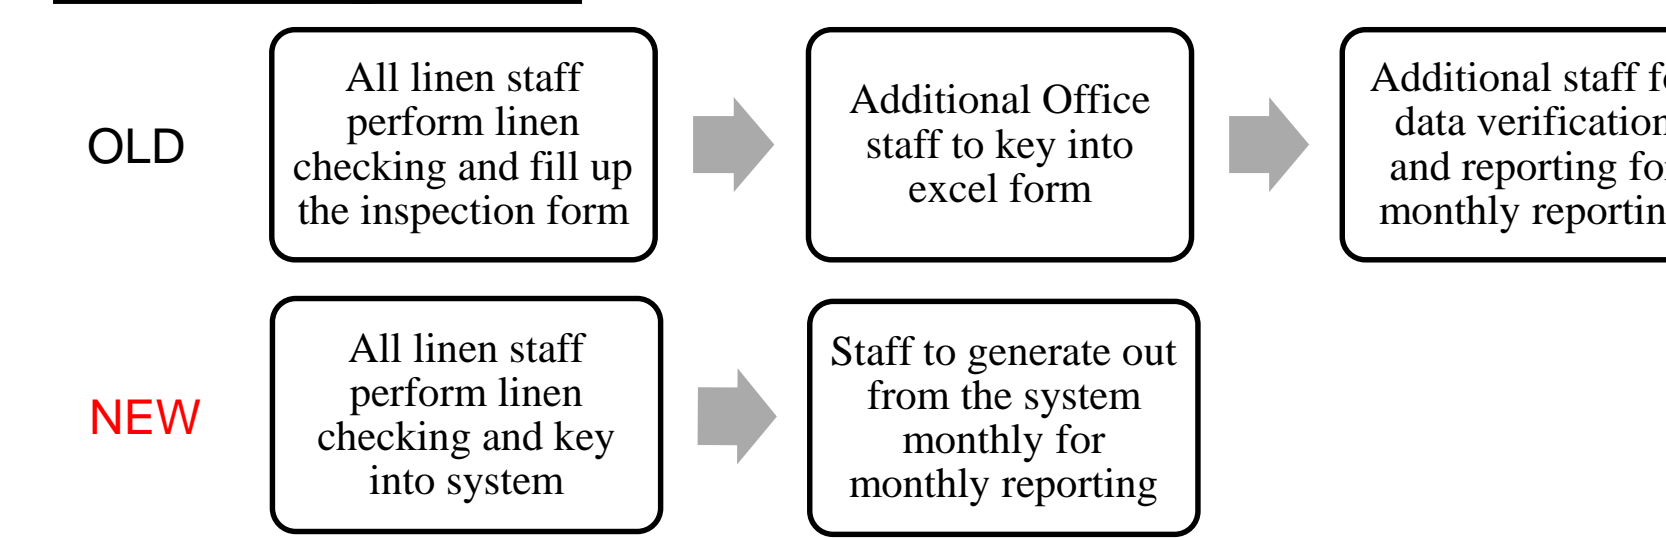 OLD
All linen staff
perform linen
checking and fill up
the inspection form
Additional Office
staff to key into
excel form
Additional staff
data verification
and reporting
monthly
NEW
All linen staff
perform linen
checking and key
into system
Staff to generate out
from the system
monthly for
monthly reporting